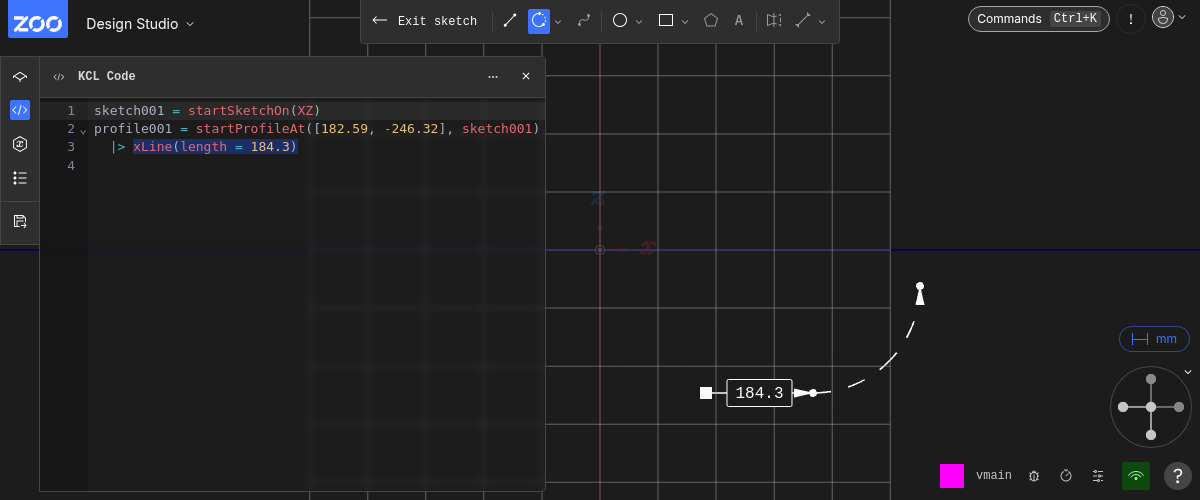 ZOO Design Studio
Exit sketch
A
Commands Ctrl+K
!
KCL Code
1 sketch001 = startSketchOn(XZ)
2 profile001 = startProfileAt([182.59, -246.32], sketch001)
3 |> xLine(length = 184.3)
4
z
x
184.3
mm
vmain
?